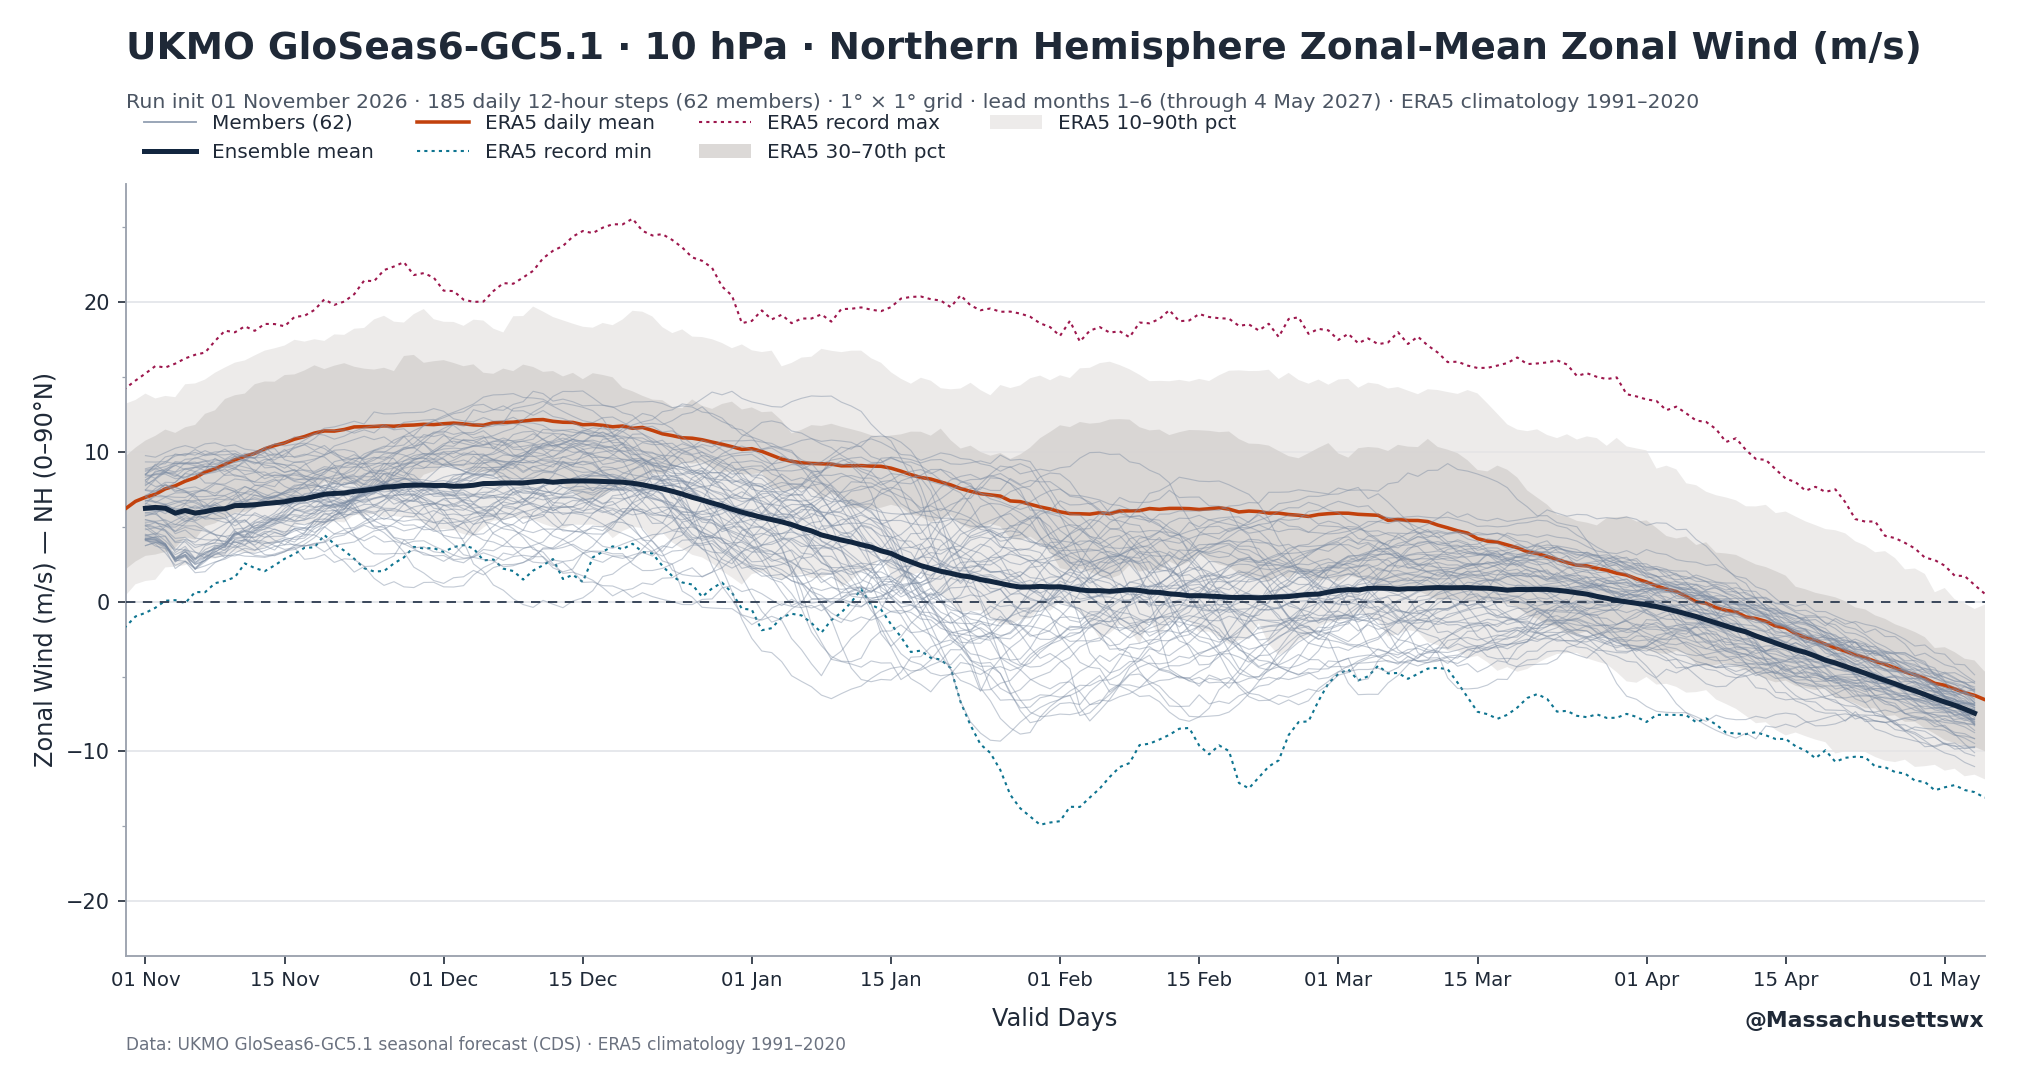 UKMO GloSeas6-GC5.1 · 10 hPa · Northern Hemisphere Zonal-Mean Zonal Wind (m/s)
Run init 01 November 2026 · 185 daily 12-hour steps (62 members) · 1° × 1° grid · lead months 1–6 (through 4 May 2027) · ERA5 climatology 1991–2020
Members (62) ERA5 daily mean ERA5 record max ERA5 10–90th pct
Ensemble mean ERA5 record min ERA5 30–70th pct
Zonal Wind (m/s) — NH (0–90°N)
20
10
0
−10
−20
01 Nov 15 Nov 01 Dec 15 Dec 01 Jan 15 Jan 01 Feb 15 Feb 01 Mar 15 Mar 01 Apr 15 Apr 01 May
Valid Days
@Massachusettswx
Data: UKMO GloSeas6-GC5.1 seasonal forecast (CDS) · ERA5 climatology 1991–2020